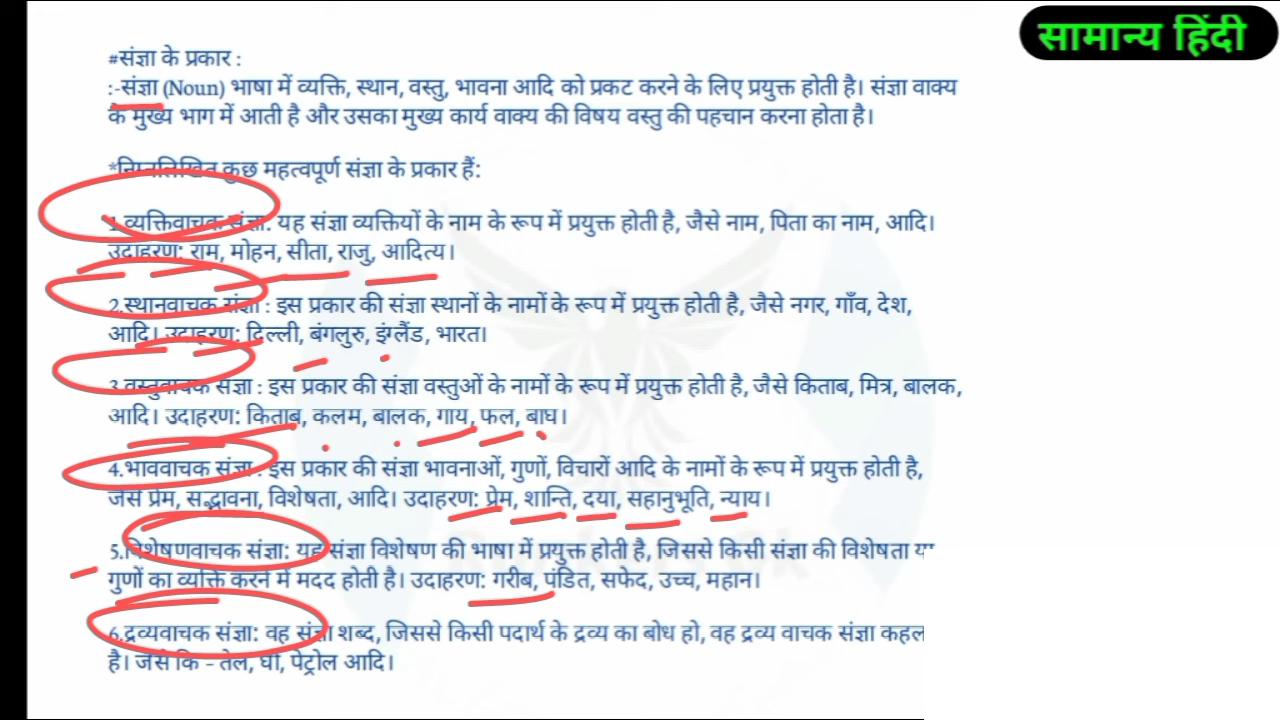 सामान्य हिंदी
#संज्ञा के प्रकार :
:-संज्ञा (Noun) भाषा में व्यक्ति, स्थान, वस्तु, भावना आदि को प्रकट करने के लिए प्रयुक्त होती है। संज्ञा वाक्य
के मुख्य भाग में आती है और उसका मुख्य कार्य वाक्य की विषय वस्तु की पहचान करना होता है।
*निम्नलिखित कुछ महत्वपूर्ण संज्ञा के प्रकार हैं:
1.व्यक्तिवाचक संज्ञा: यह संज्ञा व्यक्तियों के नाम के रूप में प्रयुक्त होती है, जैसे नाम, पिता का नाम, आदि।
उदाहरण: राम, मोहन, सीता, राजु, आदित्य।
2.स्थानवाचक संज्ञा : इस प्रकार की संज्ञा स्थानों के नामों के रूप में प्रयुक्त होती है, जैसे नगर, गाँव, देश,
आदि। उदाहरण: दिल्ली, बंगलुरु, इंग्लैंड, भारत।
3.वस्तुवाचक संज्ञा : इस प्रकार की संज्ञा वस्तुओं के नामों के रूप में प्रयुक्त होती है, जैसे किताब, मित्र, बालक,
आदि। उदाहरण: किताब, कलम, बालक, गाय, फल, बाघ।
4.भाववाचक संज्ञा : इस प्रकार की संज्ञा भावनाओं, गुणों, विचारों आदि के नामों के रूप में प्रयुक्त होती है,
जैसे प्रेम, सद्भावना, विशेषता, आदि। उदाहरण: प्रेम, शान्ति, दया, सहानुभूति, न्याय।
5.विशेषणवाचक संज्ञा: यह संज्ञा विशेषण की भाषा में प्रयुक्त होती है, जिससे किसी संज्ञा की विशेषता
गुणों का व्यक्ति करने में मदद होती है। उदाहरण: गरीब, पंडित, सफेद, उच्च, महान।
6.द्रव्यवाचक संज्ञा: वह संज्ञा शब्द, जिससे किसी पदार्थ के द्रव्य का बोध हो, वह द्रव्य वाचक संज्ञा कहल
है। जैसे कि - तेल, घी, पेट्रोल आदि।